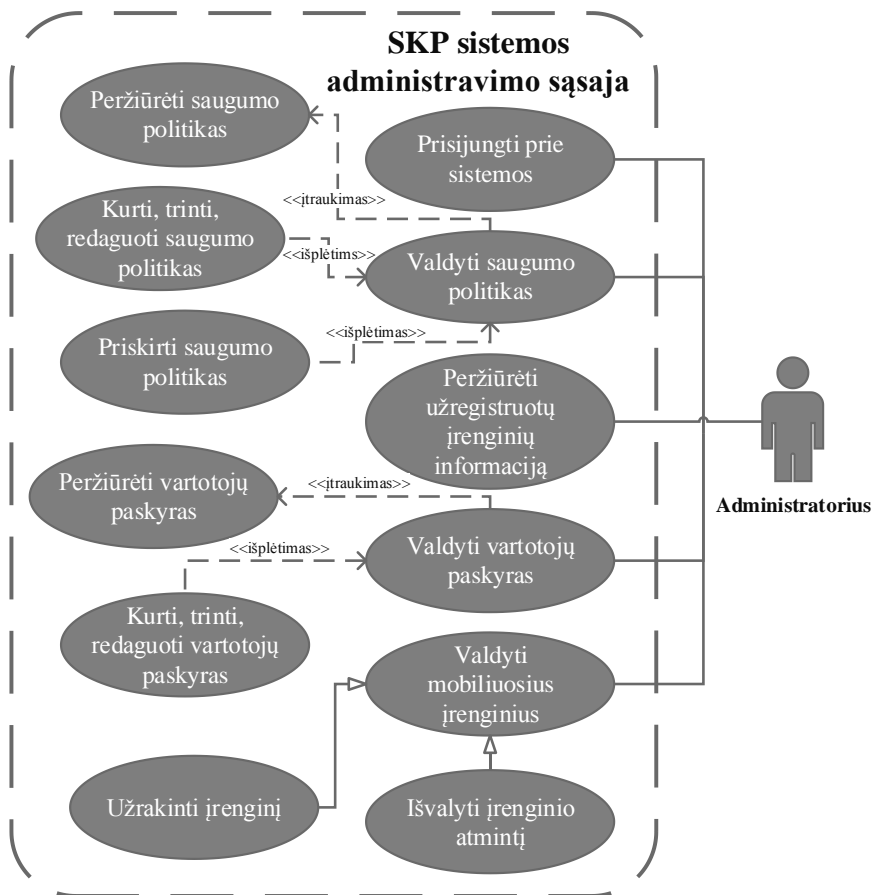 SKP sistemos
administravimo sąsaja
Peržiūrėti saugumo
politikas
Prisijungti prie
sistemos
<<įtraukimas>>
Kurti, trinti,
redaguoti saugumo
politikas
<<išplėtims>>
Valdyti saugumo
politikas
<<išplėtimas>>
Priskirti saugumo
politikas
Peržiūrėti
užregistruotų
įrenginių
informaciją
Administratorius
Peržiūrėti vartotojų
paskyras
<<įtraukimas>>
<<išplėtimas>>
Valdyti vartotojų
paskyras
Kurti, trinti,
redaguoti vartotojų
paskyras
Valdyti
mobiliuosius
įrenginius
Užrakinti įrenginį
Išvalyti įrenginio
atmintį